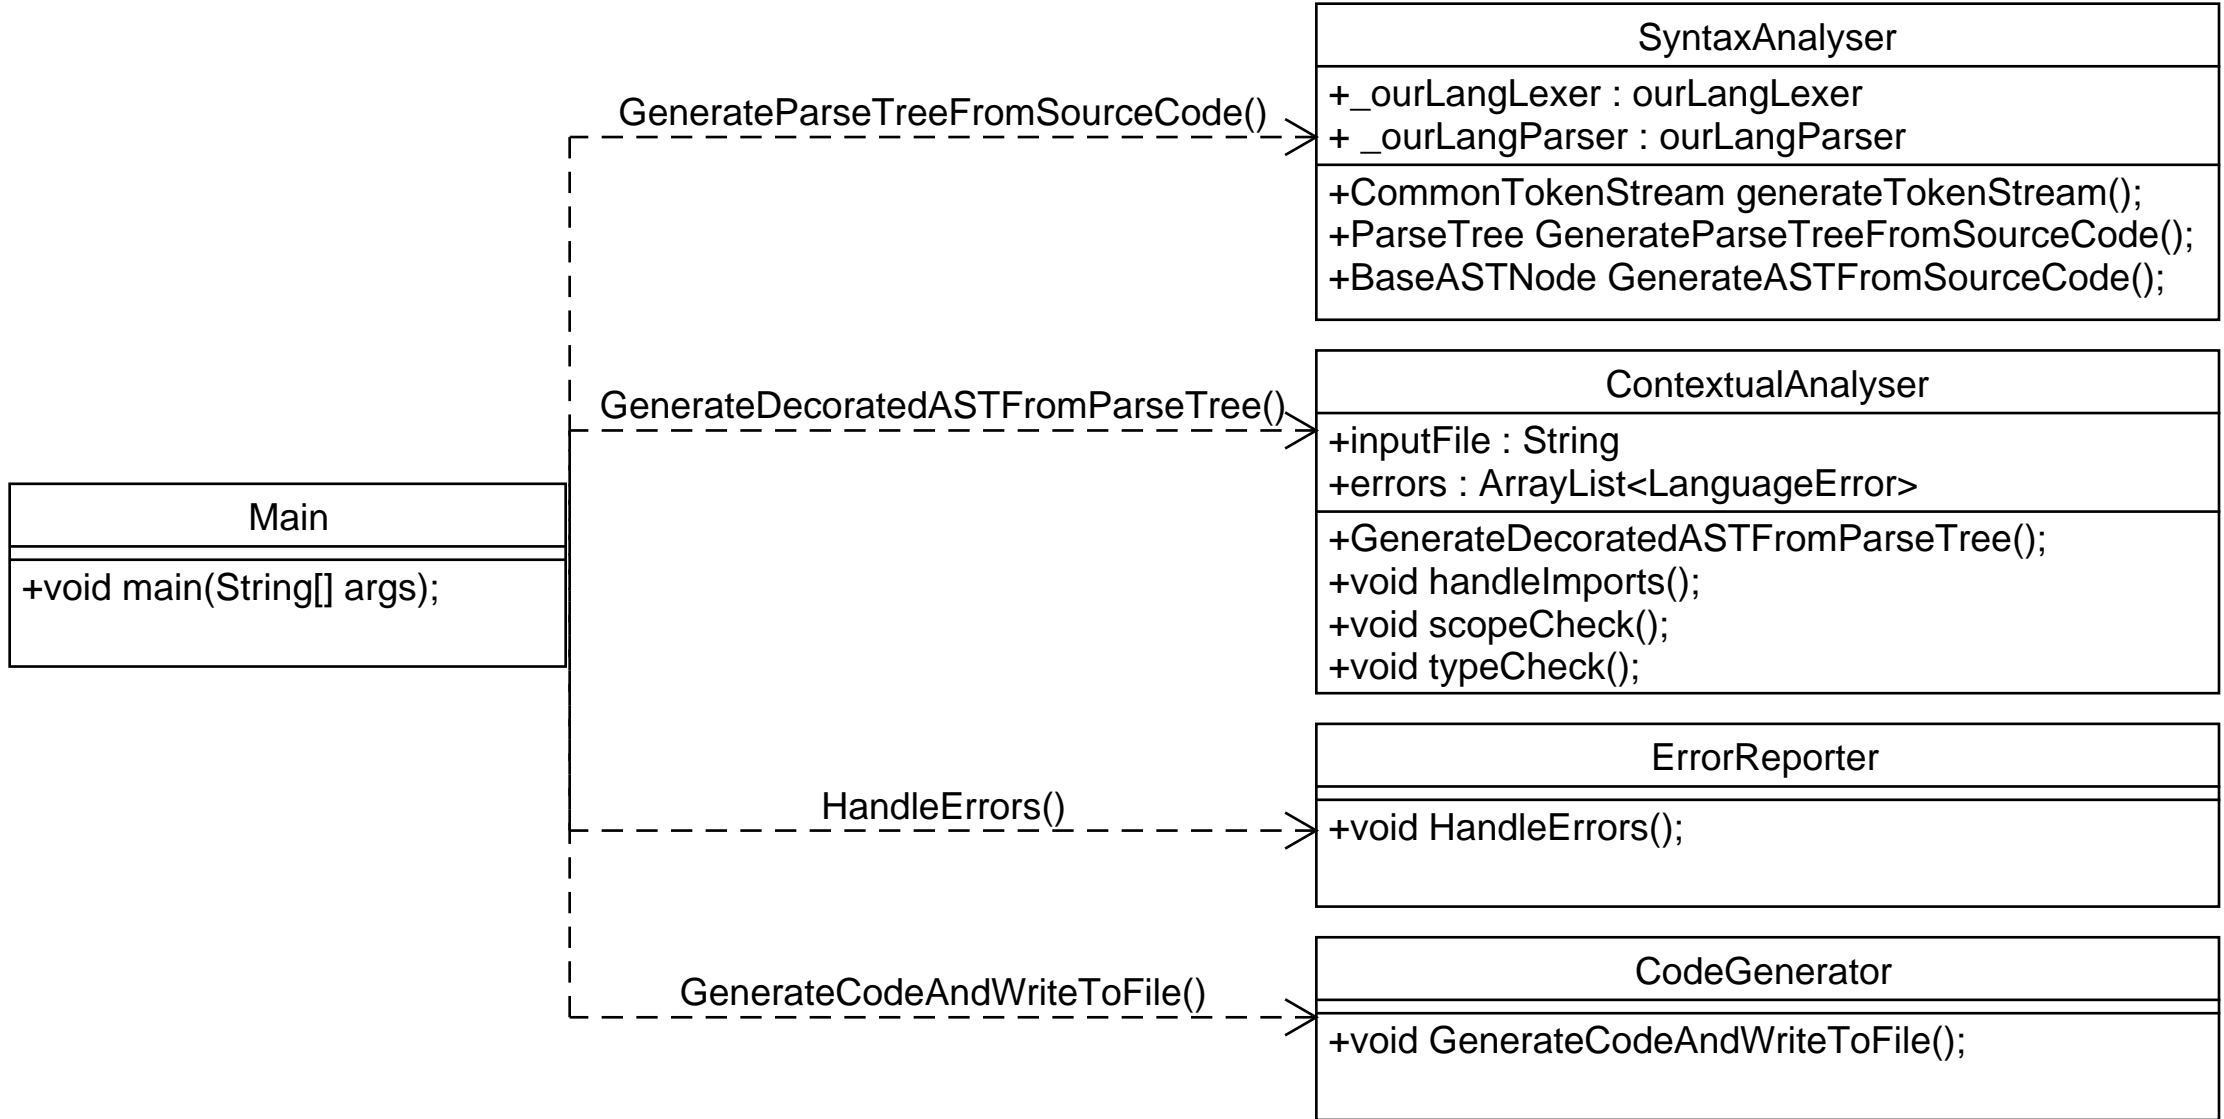 SyntaxAnalyser
+_ourLangLexer : ourLangLexer
+ _ourLangParser : ourLangParser
+CommonTokenStream generateTokenStream();
+ParseTree GenerateParseTreeFromSourceCode();
+BaseASTNode GenerateASTFromSourceCode();
GenerateParseTreeFromSourceCode()
GenerateDecoratedASTFromParseTree()
ContextualAnalyser
+inputFile : String
+errors : ArrayList<LanguageError>
+GenerateDecoratedASTFromParseTree();
+void handleImports();
+void scopeCheck();
+void typeCheck();
Main
+void main(String[] args);
HandleErrors()
ErrorReporter
+void HandleErrors();
GenerateCodeAndWriteToFile()
CodeGenerator
+void GenerateCodeAndWriteToFile();